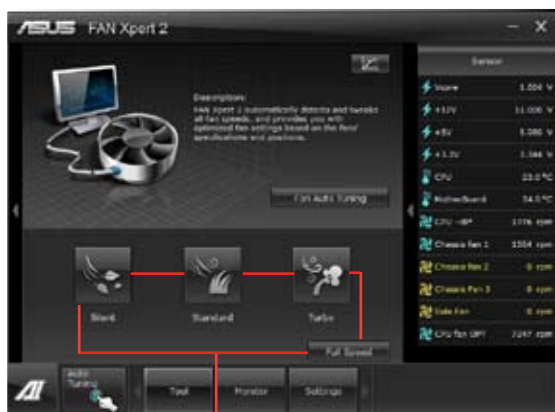 ASUS FAN Xpert 2
Description:
FAN Xpert 2 automatically detects and tweaks
all fan speeds, and provides you with
optimized fan settings based on the fans'
specifications and positions.
Fan Auto Tuning
Silent
Standard
Turbo
Full Speed
Auto
Tuning
Tool
Monitor
Settings
Sensor
Vcore V
+12V V
+5V V
+3.3V V
CPU °C
MotherBoard °C
CPU rpm
Chassis fan 1 rpm
Chassis Fan 2 0 rpm
Chassis Fan 3 0 rpm
Side Fan 0 rpm
CPU fan OPT rpm